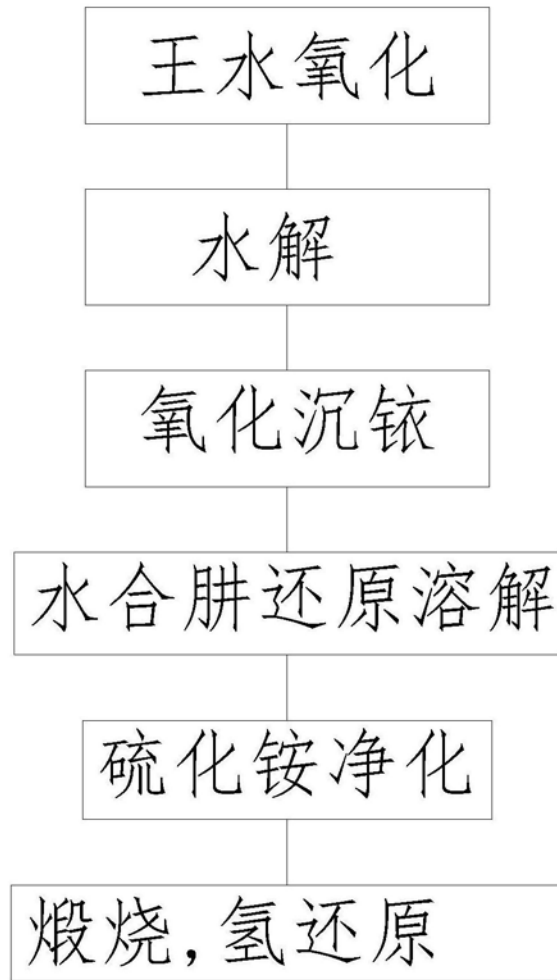 王水氧化
水解
氧化沉铱
水合肼还原溶解
硫化铵净化
煅烧,氢还原